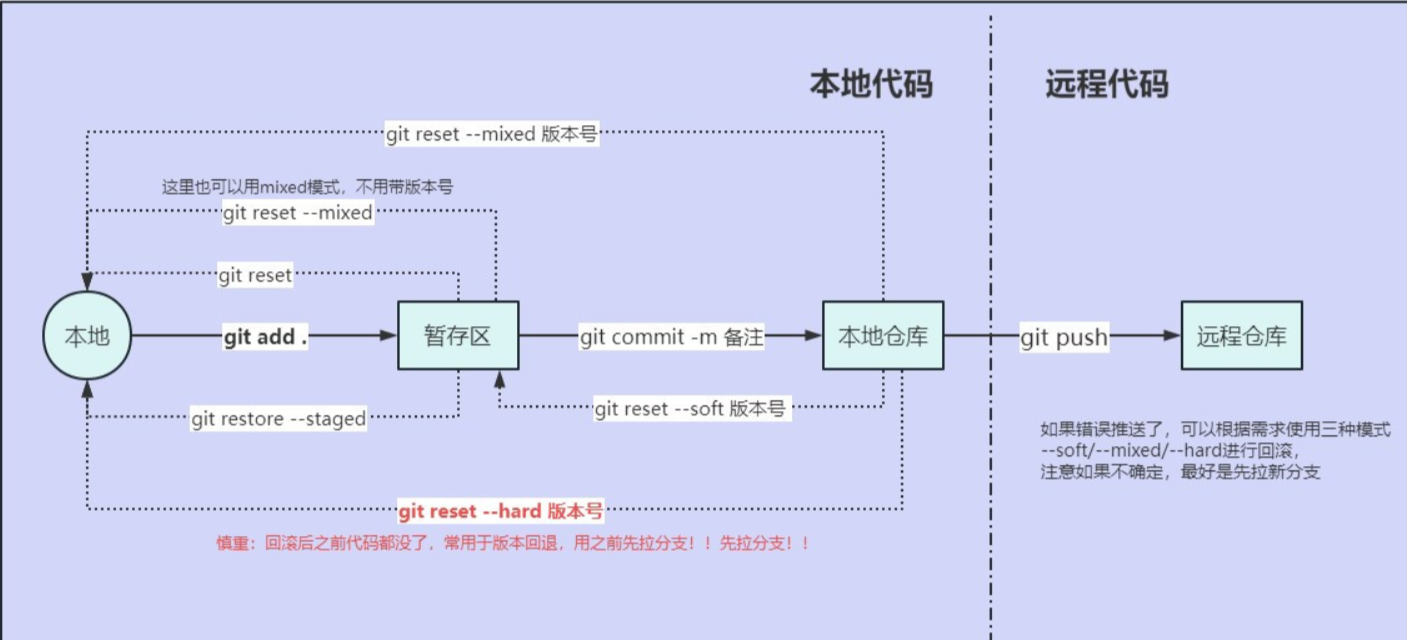 本地代码
远程代码
git reset --mixed 版本号
这里也可以用mixed模式，不用带版本号
git reset --mixed
git reset
本地
git add .
暂存区
git commit -m 备注
本地仓库
git push
远程仓库
git restore --staged
git reset --soft 版本号
如果错误推送了，可以根据需求使用三种模式
--soft/--mixed/--hard进行回滚，
注意如果不确定，最好是先拉新分支
git reset --hard 版本号
慎重：回滚后之前代码都没了，常用于版本回退，用之前先拉分支！！先拉分支！！